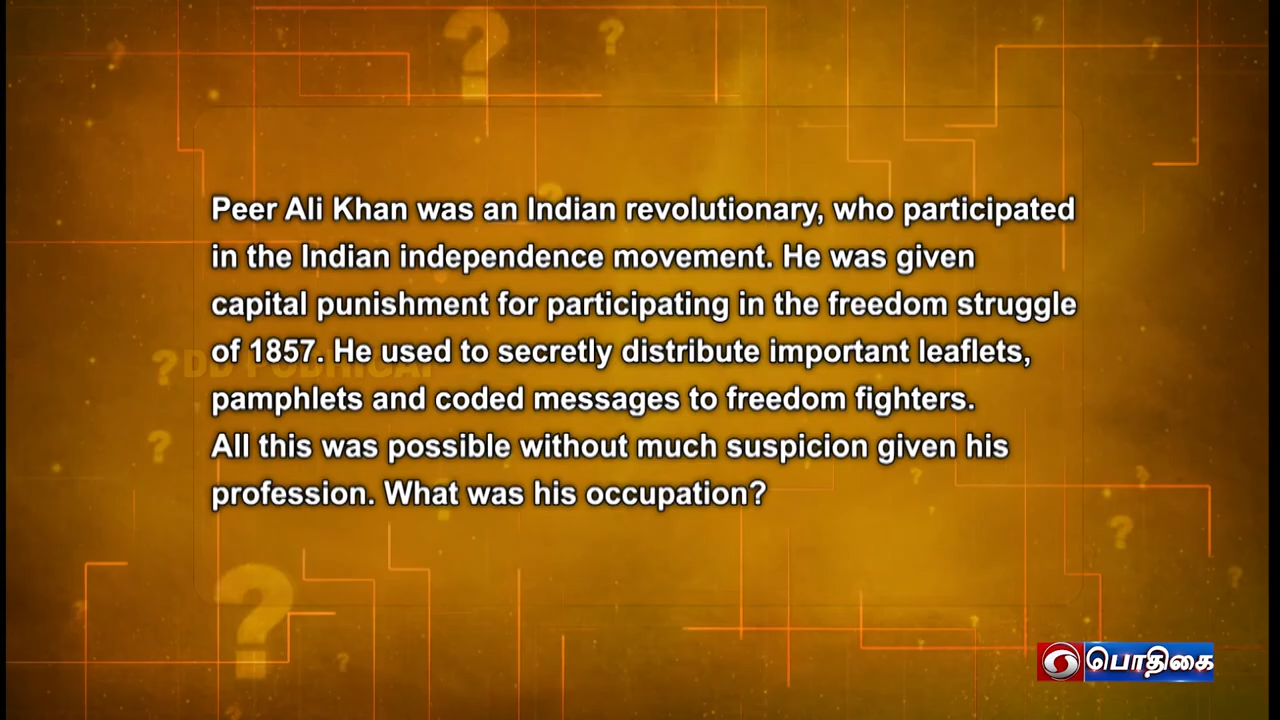 Peer Ali Khan was an Indian revolutionary, who participated
in the Indian independence movement. He was given
capital punishment for participating in the freedom struggle
of 1857. He used to secretly distribute important leaflets,
pamphlets and coded messages to freedom fighters.
All this was possible without much suspicion given his
profession. What was his occupation?
பொதிகை